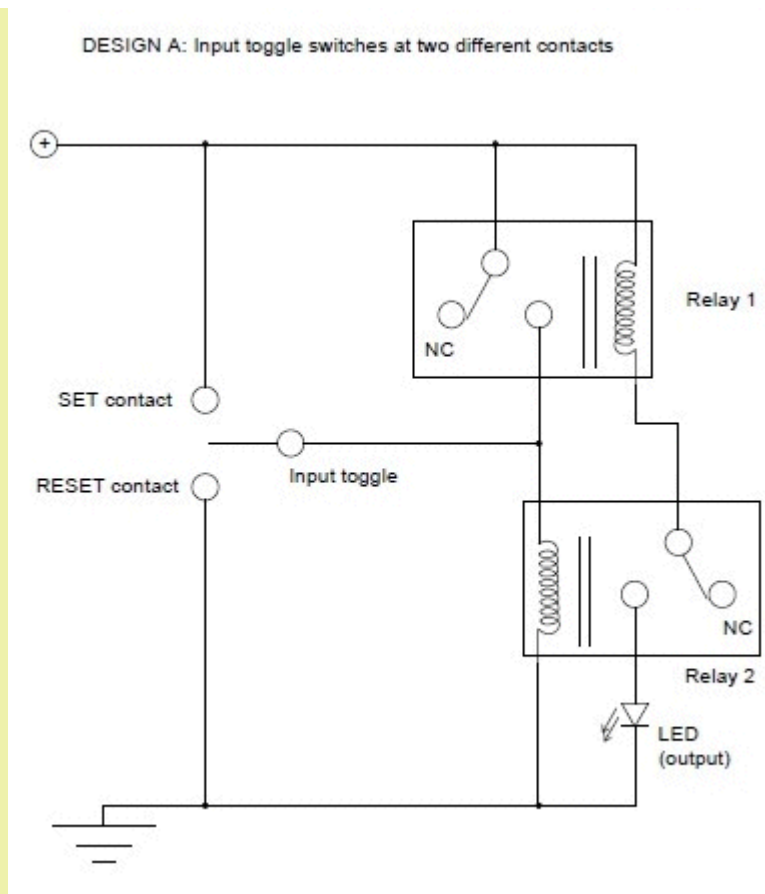 DESIGN A: Input toggle switches at two different contacts
+
Relay 1
NC
SET contact
Input toggle
RESET contact
NC
Relay 2
LED
(output)